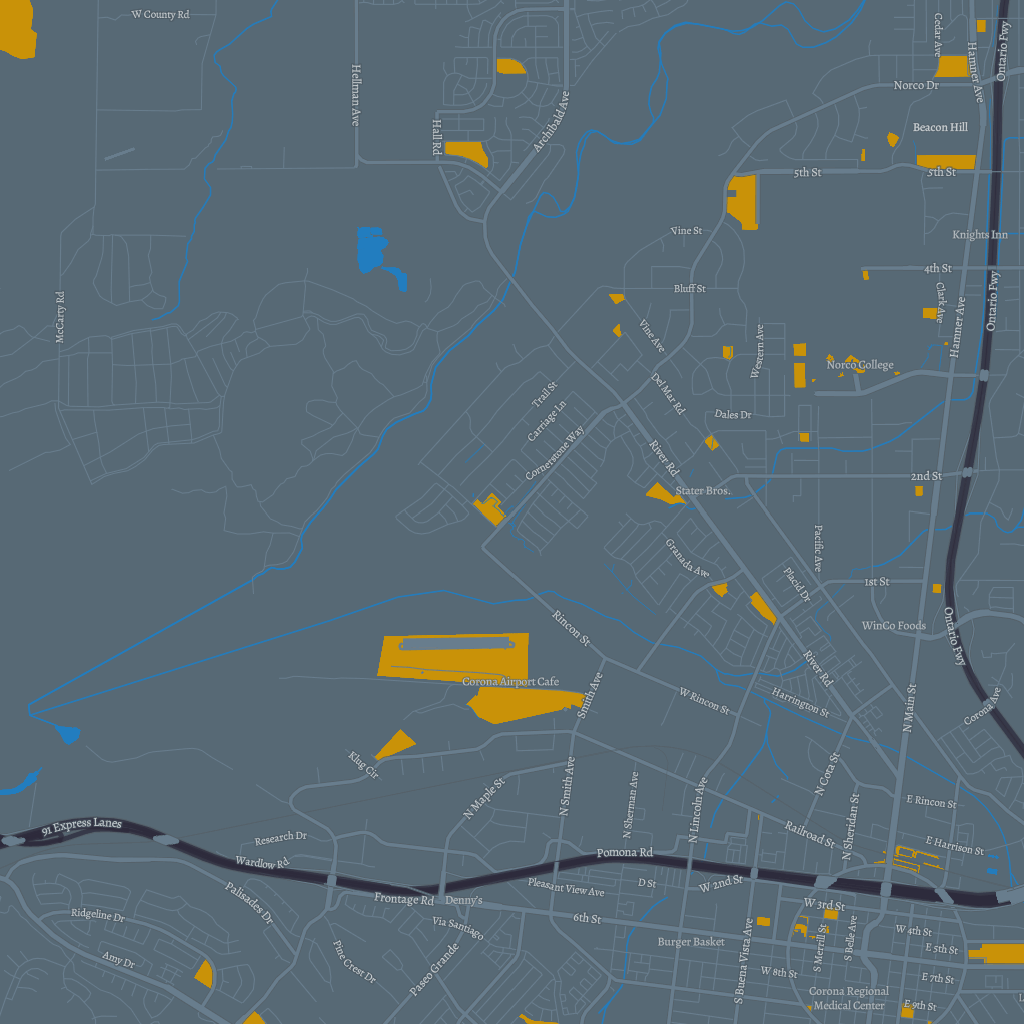 W County Rd
Cedar Ave
Hamner Ave
Ontario Fwy
Hellman Ave
Norco Dr
Archibald Ave
Hall Rd
Beacon Hill
5th St
5th St
Vine St
Knights Inn
4th St
Bluff St
Clark Ave
Ontario Fwy
McCarty Rd
Hamner Ave
Vine Ave
Western Ave
Norco College
Trail St
Del Mar Rd
Carriage Ln
Dales Dr
Cornerstone Way
River Rd
2nd St
Stater Bros.
Pacific Ave
Granada Ave
Placid Dr
1st St
Rincon St
WinCo Foods
Ontario Fwy
River Rd
Corona Airport Cafe
Smith Ave
W Rincon St
Harrington St
N Main St
Corona Ave
Klug Cir
N Cota St
N Maple St
N Smith Ave
N Sherman Ave
N Lincoln Ave
E Rincon St
91 Express Lanes
Research Dr
Railroad St
N Sheridan St
E Harrison St
Wardlow Rd
Pomona Rd
Palisades Dr
Frontage Rd
Denny's
Pleasant View Ave
D St
W 2nd St
W 3rd St
Ridgeline Dr
Via Santiago
6th St
W 4th St
Burger Basket
S Buena Vista Ave
S Merrill St
S Belle Ave
E 5th St
Amy Dr
Pine Crest Dr
Paseo Grande
W 8th St
E 7th St
Corona Regional
Medical Center
E 9th St